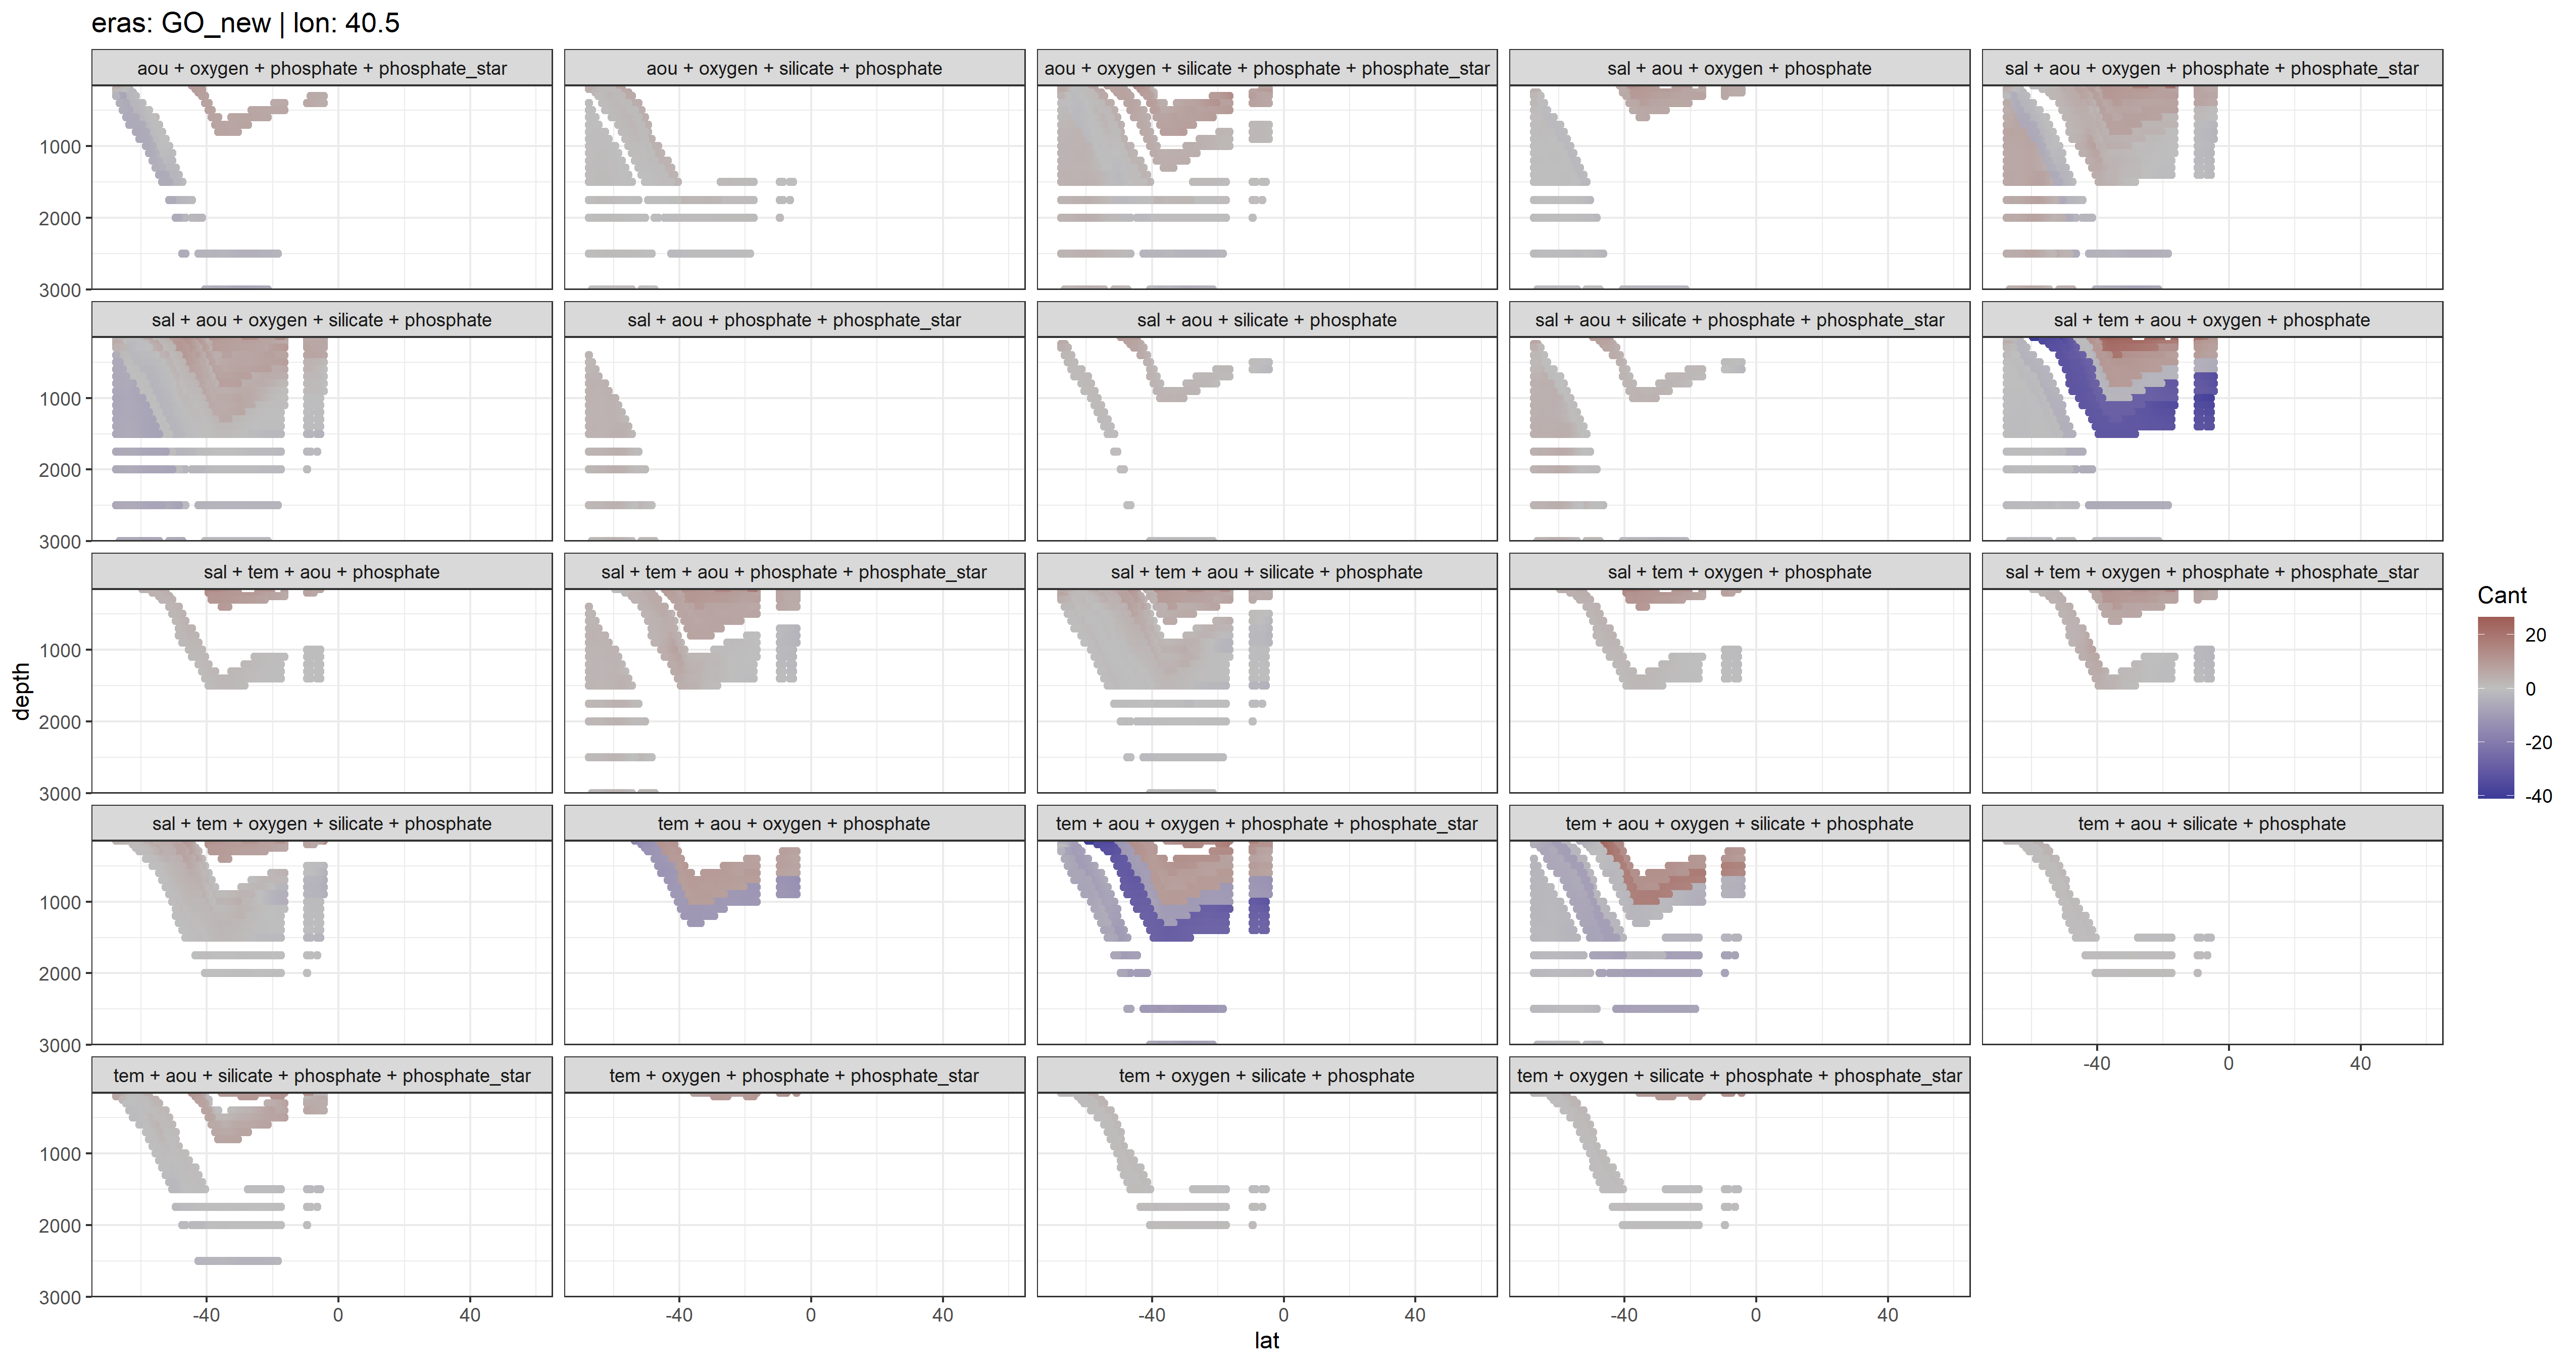 eras: GO_new | lon: 40.5
aou + oxygen + phosphate + phosphate_star
aou + oxygen + silicate + phosphate
aou + oxygen + silicate + phosphate + phosphate_star
sal + aou + oxygen + phosphate
sal + aou + oxygen + phosphate + phosphate_star
1000
2000
3000
sal + aou + oxygen + silicate + phosphate
sal + aou + phosphate + phosphate_star
sal + aou + silicate + phosphate
sal + aou + silicate + phosphate + phosphate_star
sal + tem + aou + oxygen + phosphate
1000
2000
3000
sal + tem + aou + phosphate
sal + tem + aou + phosphate + phosphate_star
sal + tem + aou + silicate + phosphate
sal + tem + oxygen + phosphate
sal + tem + oxygen + phosphate + phosphate_star
1000
2000
3000
depth
Cant
20
0
-20
-40
sal + tem + oxygen + silicate + phosphate
tem + aou + oxygen + phosphate
tem + aou + oxygen + phosphate + phosphate_star
tem + aou + oxygen + silicate + phosphate
tem + aou + silicate + phosphate
1000
2000
3000
-40 0 40
tem + aou + silicate + phosphate + phosphate_star
tem + oxygen + phosphate + phosphate_star
tem + oxygen + silicate + phosphate
tem + oxygen + silicate + phosphate + phosphate_star
1000
2000
3000
-40 0 40
-40 0 40
-40 0 40
-40 0 40
lat